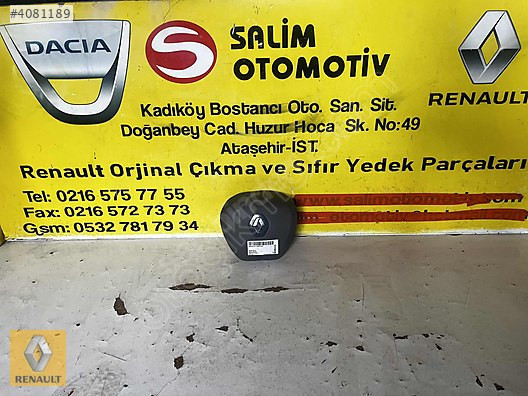 #4081189
DACIA
SALİM
OTOMOTİV
RENAULT
Kadıköy Bostancı Oto. San. Sit.
Doğanbey Cad. Huzur Hoca Sk. No:49
Ataşehir-İST.
Renault Orjinal Çıkma ve Sıfır Yedek Parçaları
Tel: 0216 575 77 55
Fax: 0216 572 73 73
Gsm: 0532 781 79 34
RENAULT